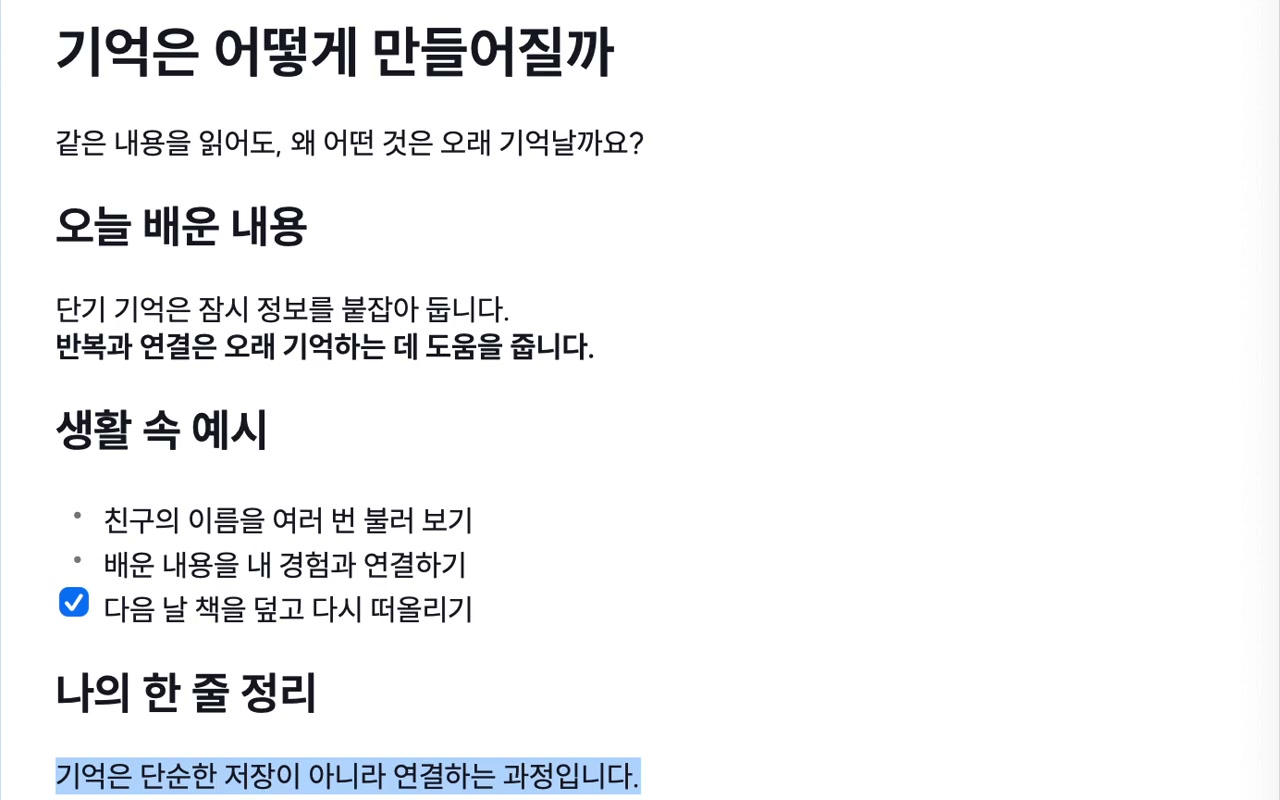 기억은 어떻게 만들어질까
같은 내용을 읽어도, 왜 어떤 것은 오래 기억날까요?
오늘 배운 내용
단기 기억은 잠시 정보를 붙잡아 둡니다.
반복과 연결은 오래 기억하는 데 도움을 줍니다.
생활 속 예시
• 친구의 이름을 여러 번 불러 보기
• 배운 내용을 내 경험과 연결하기
다음 날 책을 덮고 다시 떠올리기
나의 한 줄 정리
기억은 단순한 저장이 아니라 연결하는 과정입니다.